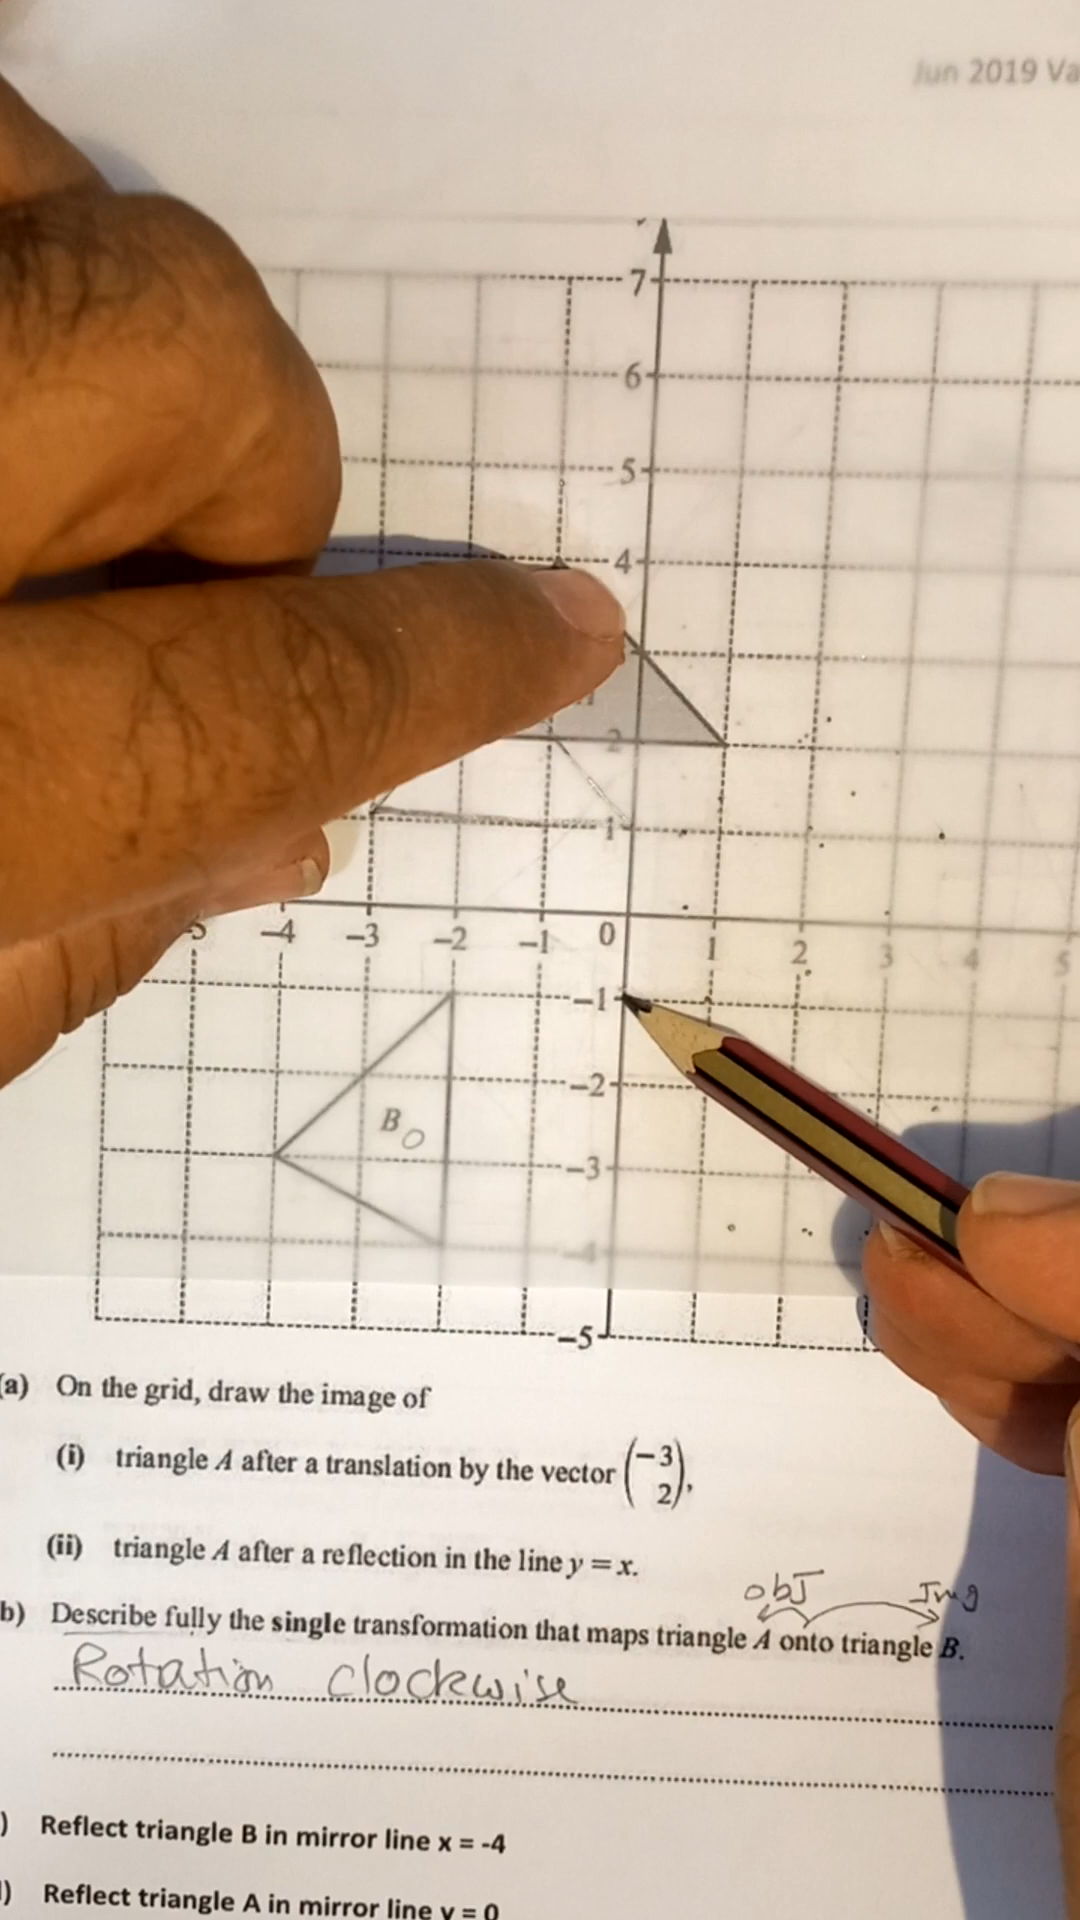 Jun 2019 Va
7
6
5
4
2
1
-5 -4 -3 -2 -1 0 1 2 3 4 5
-1
-2
B
-3
-4
-5
(a) On the grid, draw the image of
(i) triangle A after a translation by the vector (-3 2),
(ii) triangle A after a reflection in the line y = x.
obJ Img
b) Describe fully the single transformation that maps triangle A onto triangle B.
Rotation clockwise
) Reflect triangle B in mirror line x = -4
) Reflect triangle A in mirror line y = 0